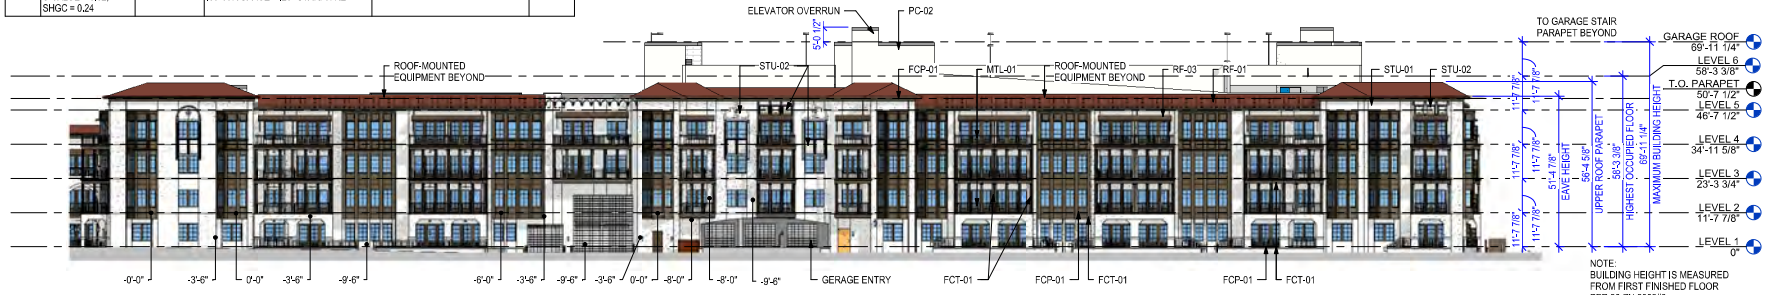 SHGC = 0.24
ELEVATOR OVERRUN
5'-0 1/2"
PC-02
TO GARAGE STAIR
PARAPET BEYOND
GARAGE ROOF
69'-11 1/4"
ROOF-MOUNTED
EQUIPMENT BEYOND
STU-02
FCP-01
MTL-01
ROOF-MOUNTED
EQUIPMENT BEYOND
RF-03
RF-01
STU-01
STU-02
LEVEL 6
58'-3 3/8"
T.O. PARAPET
50'-7 1/2"
LEVEL 5
46'-7 1/2"
LEVEL 4
34'-11 5/8"
LEVEL 3
23'-3 3/4"
LEVEL 2
11'-7 7/8"
LEVEL 1
0"
11'-7 7/8"
11'-7 7/8"
11'-7 7/8"
11'-7 7/8"
11'-7 7/8"
11'-7 7/8"
11'-7 7/8"
51'-4 7/8"
EAVE HEIGHT
56'-4 5/8"
UPPER ROOF PARAPET
58'-3 3/8"
HIGHEST OCCUPIED FLOOR
69'-11 1/4"
MAXIMUM BUILDING HEIGHT
-0'-0"
-3'-6"
0'-0"
-3'-6"
-9'-6"
-6'-0"
-3'-6"
-9'-6"
-3'-6"
0'-0"
-8'-0"
-8'-0"
-9'-6"
GERAGE ENTRY
FCT-01
FCP-01
FCT-01
FCP-01
FCT-01
NOTE:
BUILDING HEIGHT IS MEASURED
FROM FIRST FINISHED FLOOR